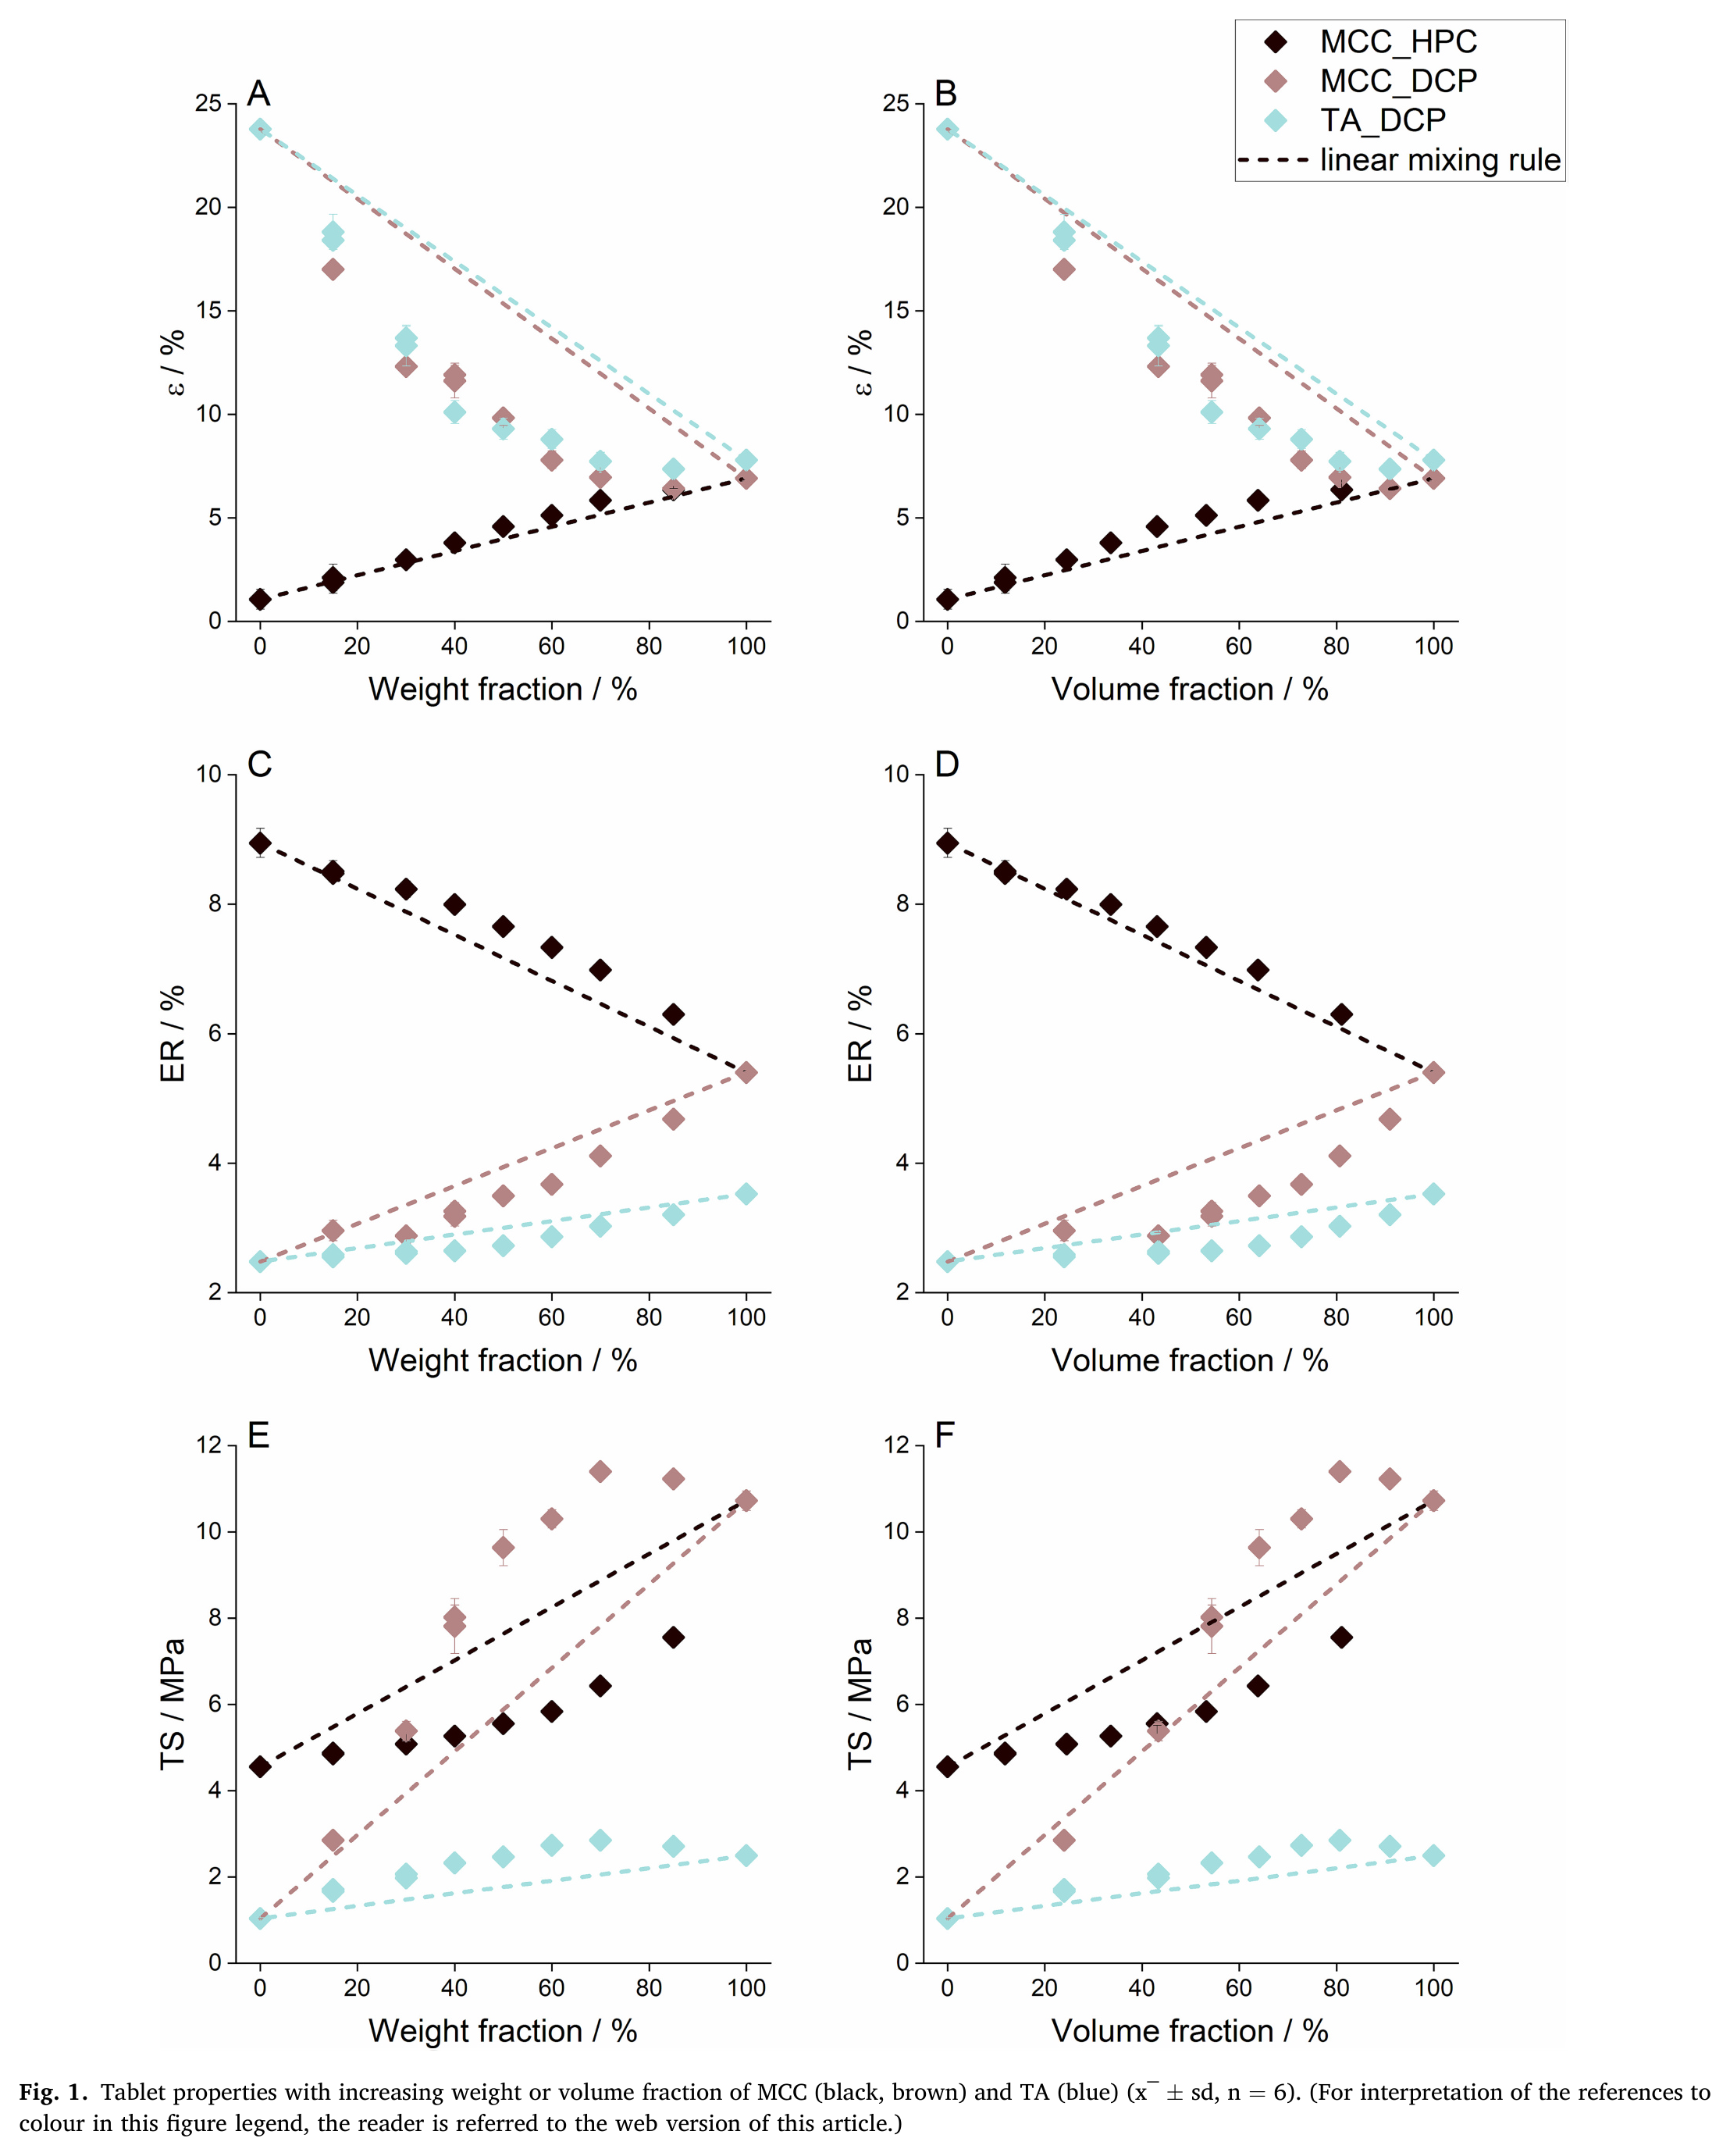 MCC_HPC
MCC_DCP
TA_DCP
linear mixing rule
A
25
20
15
10
5
0
ε / %
0 20 40 60 80 100
Weight fraction / %
B
25
20
15
10
5
0
ε / %
0 20 40 60 80 100
Volume fraction / %
C
10
8
6
4
2
ER / %
0 20 40 60 80 100
Weight fraction / %
D
10
8
6
4
2
ER / %
0 20 40 60 80 100
Volume fraction / %
E
12
10
8
6
4
2
0
TS / MPa
0 20 40 60 80 100
Weight fraction / %
F
12
10
8
6
4
2
0
TS / MPa
0 20 40 60 80 100
Volume fraction / %
Fig. 1. Tablet properties with increasing weight or volume fraction of MCC (black, brown) and TA (blue) (x¯ ± sd, n = 6). (For interpretation of the references to
colour in this figure legend, the reader is referred to the web version of this article.)